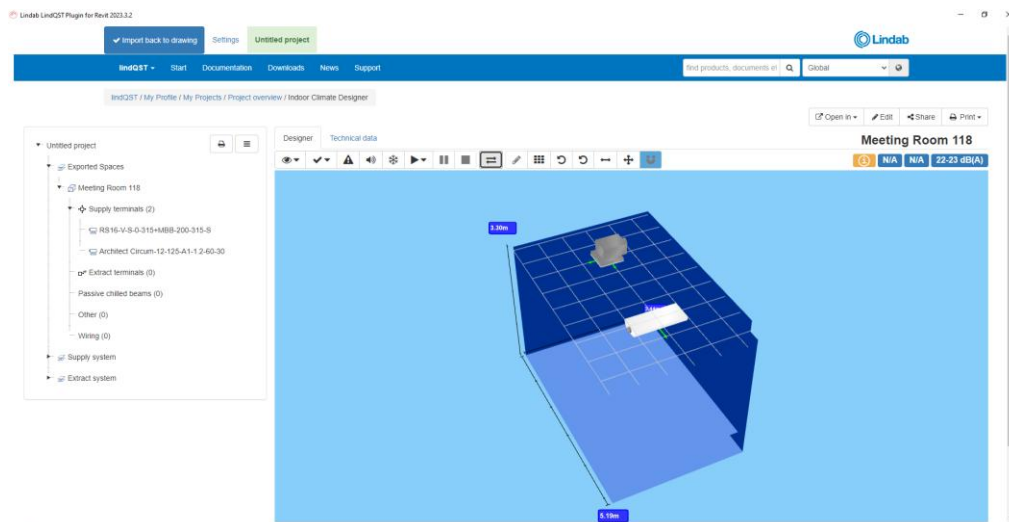 Lindab LindQST Plugin for Revit 2023.3.2
Import back to drawing Settings Untitled project
Lindab
lindQST Start Documentation Downloads News Support
find products, documents et Global
lindQST / My Profile / My Projects / Project overview / Indoor Climate Designer
Open in Edit Share Print
Untitled project
Designer Technical data
Meeting Room 118
N/A N/A 22-23 dB(A)
Exported Spaces
Meeting Room 118
Supply terminals (2)
RS16-V-S-0-315+MBB-200-315-S
Architect Circum-12-125-A1-1.2-60-30
Extract terminals (0)
Passive chilled beams (0)
Other (0)
Wiring (0)
Supply system
Extract system
3.30m
5.19m